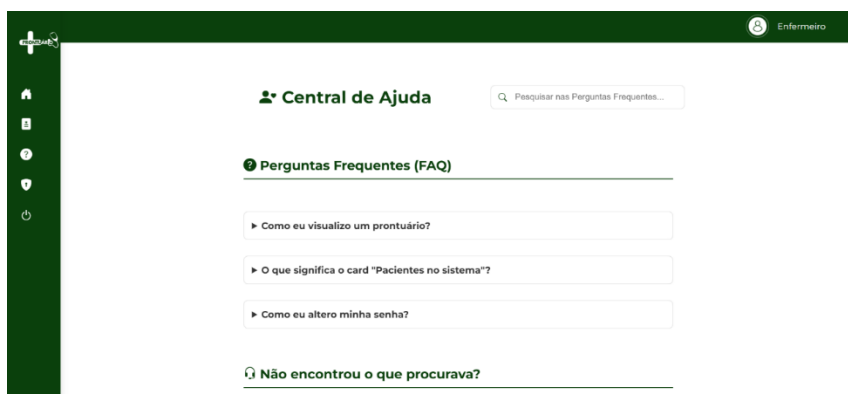 Enfermeiro
Central de Ajuda
Pesquisar nas Perguntas Frequentes...
Perguntas Frequentes (FAQ)
Como eu visualizo um prontuário?
O que significa o card "Pacientes no sistema"?
Como eu altero minha senha?
Não encontrou o que procurava?